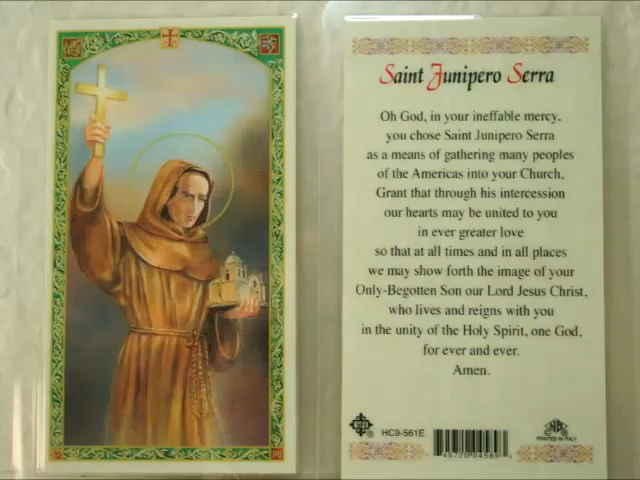 Saint Junipero Serra
Oh God, in your ineffable mercy,
you chose Saint Junipero Serra
as a means of gathering many peoples
of the Americas into your Church,
Grant that through his intercession
our hearts may be united to you
in ever greater love
so that at all times and in all places
we may show forth the image of your
Only-Begotten Son our Lord Jesus Christ,
who lives and reigns with you
in the unity of the Holy Spirit, one God,
for ever and ever.
Amen.
HC9-561E
PRINTED IN ITALY